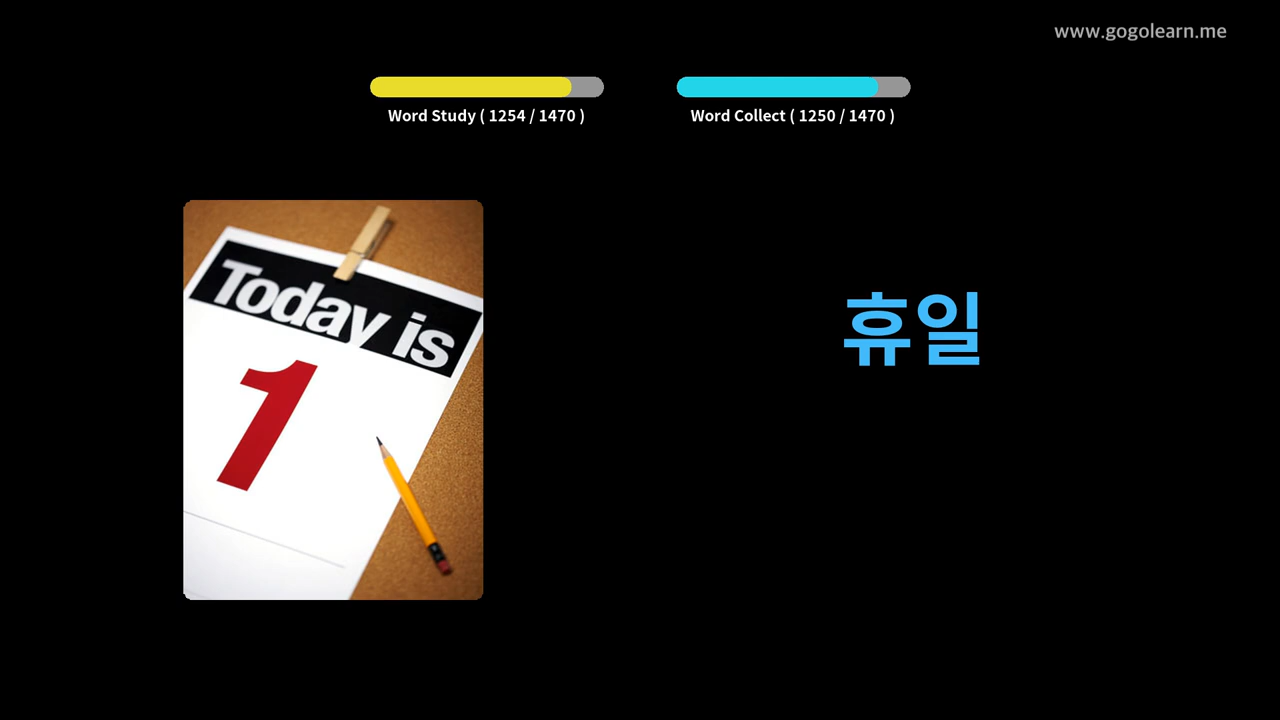 www.gogolearn.me
Word Study ( 1254 / 1470 )
Word Collect ( 1250 / 1470 )
Today is
1
휴일